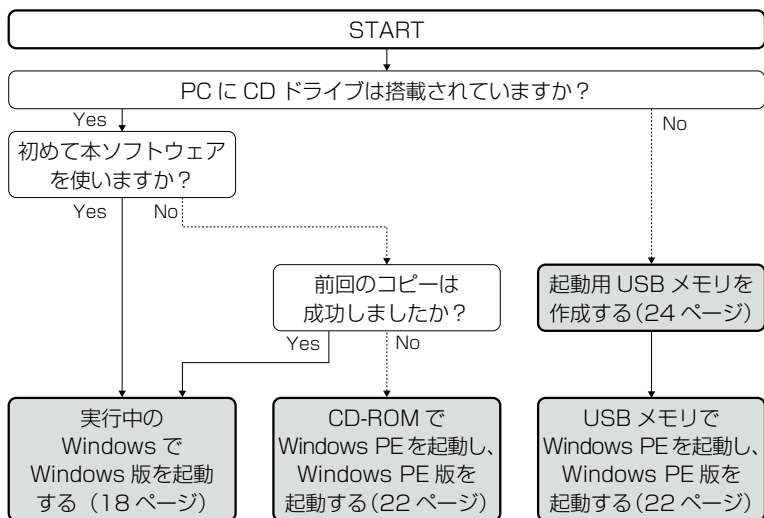 START
PC に CD ドライブは搭載されていますか？
Yes
No
初めて本ソフトウェア
を使いますか？
Yes
No
前回のコピーは
成功しましたか？
起動用 USB メモリを
作成する（24 ページ）
Yes
No
実行中の
Windows で
Windows 版を起動
する（18 ページ）
CD-ROM で
Windows PE を起動し、
Windows PE 版を
起動する（22 ページ）
USB メモリで
Windows PE を起動し、
Windows PE 版を
起動する（22 ページ）